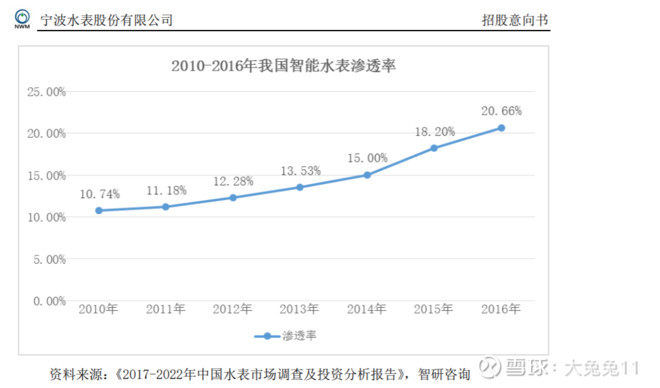 NWM 宁波水表股份有限公司 招股意向书
2010-2016年我国智能水表渗透率
25.00%
20.00%
15.00%
10.00%
5.00%
0.00%
10.74% 11.18% 12.28% 13.53% 15.00% 18.20% 20.66%
2010年 2011年 2012年 2013年 2014年 2015年 2016年
渗透率
资料来源：《2017-2022年中国水表市场调查及投资分析报告》，智研咨询
雪球：大兔兔11